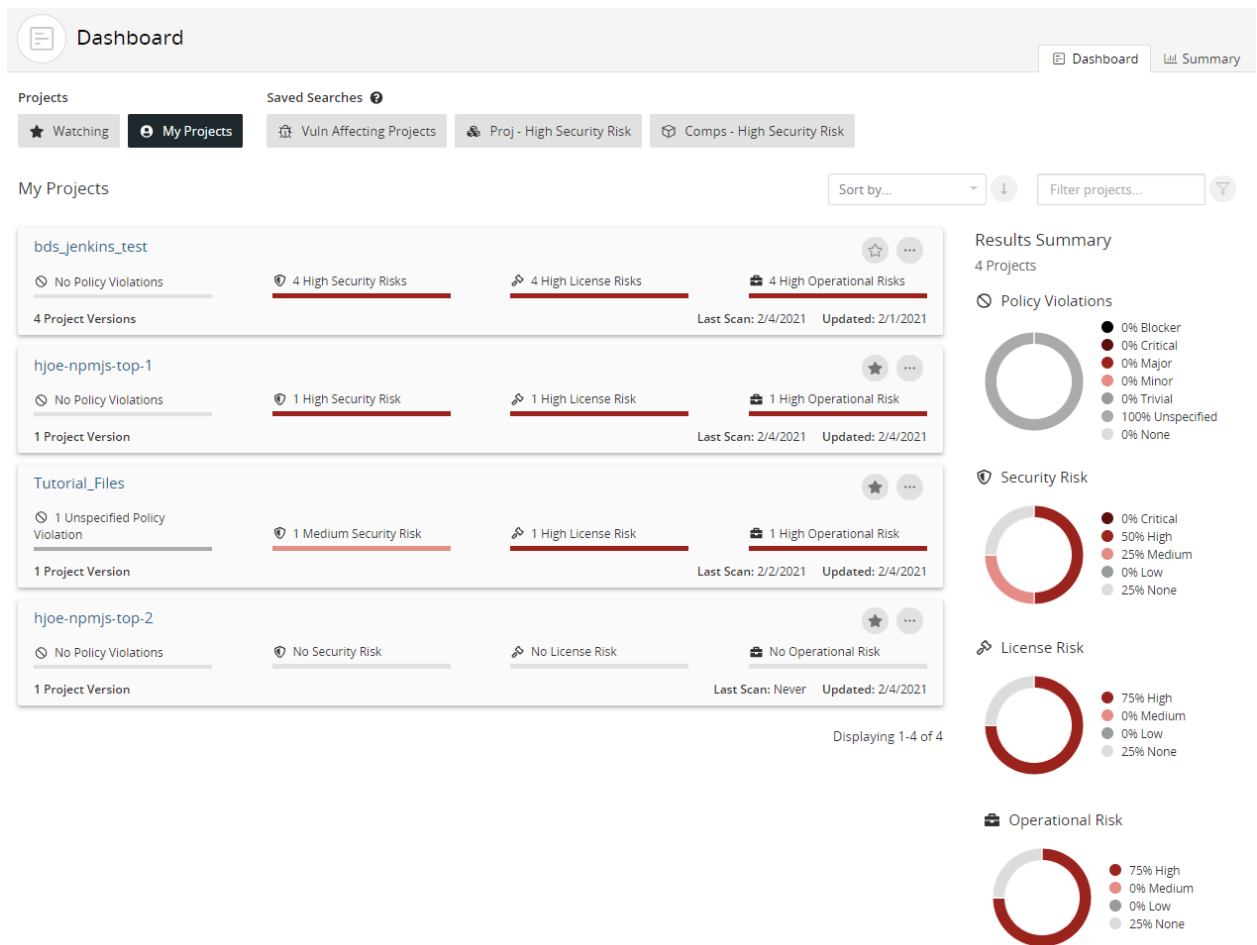 Dashboard
Dashboard
Summary
Projects
Saved Searches
Watching
My Projects
Vuln Affecting Projects
Proj - High Security Risk
Comps - High Security Risk
My Projects
Sort by...
Filter projects...
bds_jenkins_test
No Policy Violations
4 High Security Risks
4 High License Risks
4 High Operational Risks
4 Project Versions
Last Scan: 2/4/2021 Updated: 2/1/2021
hjoe-npmjs-top-1
No Policy Violations
1 High Security Risk
1 High License Risk
1 High Operational Risk
1 Project Version
Last Scan: 2/4/2021 Updated: 2/4/2021
Tutorial_Files
1 Unspecified Policy
Violation
1 Medium Security Risk
1 High License Risk
1 High Operational Risk
1 Project Version
Last Scan: 2/2/2021 Updated: 2/4/2021
hjoe-npmjs-top-2
No Policy Violations
No Security Risk
No License Risk
No Operational Risk
1 Project Version
Last Scan: Never Updated: 2/4/2021
Displaying 1-4 of 4
Results Summary
4 Projects
Policy Violations
0% Blocker
0% Critical
0% Major
0% Minor
0% Trivial
100% Unspecified
0% None
Security Risk
0% Critical
50% High
25% Medium
0% Low
25% None
License Risk
75% High
0% Medium
0% Low
25% None
Operational Risk
75% High
0% Medium
0% Low
25% None